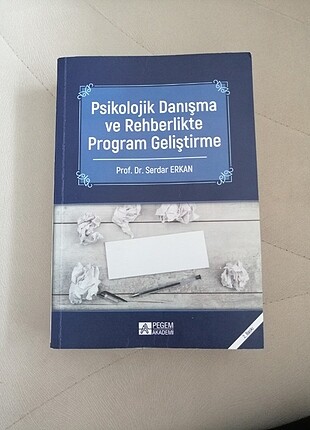 Psikolojik Danışma
ve Rehberlikte
Program Geliştirme
Prof. Dr. Serdar ERKAN
PEGEM
AKADEMİ